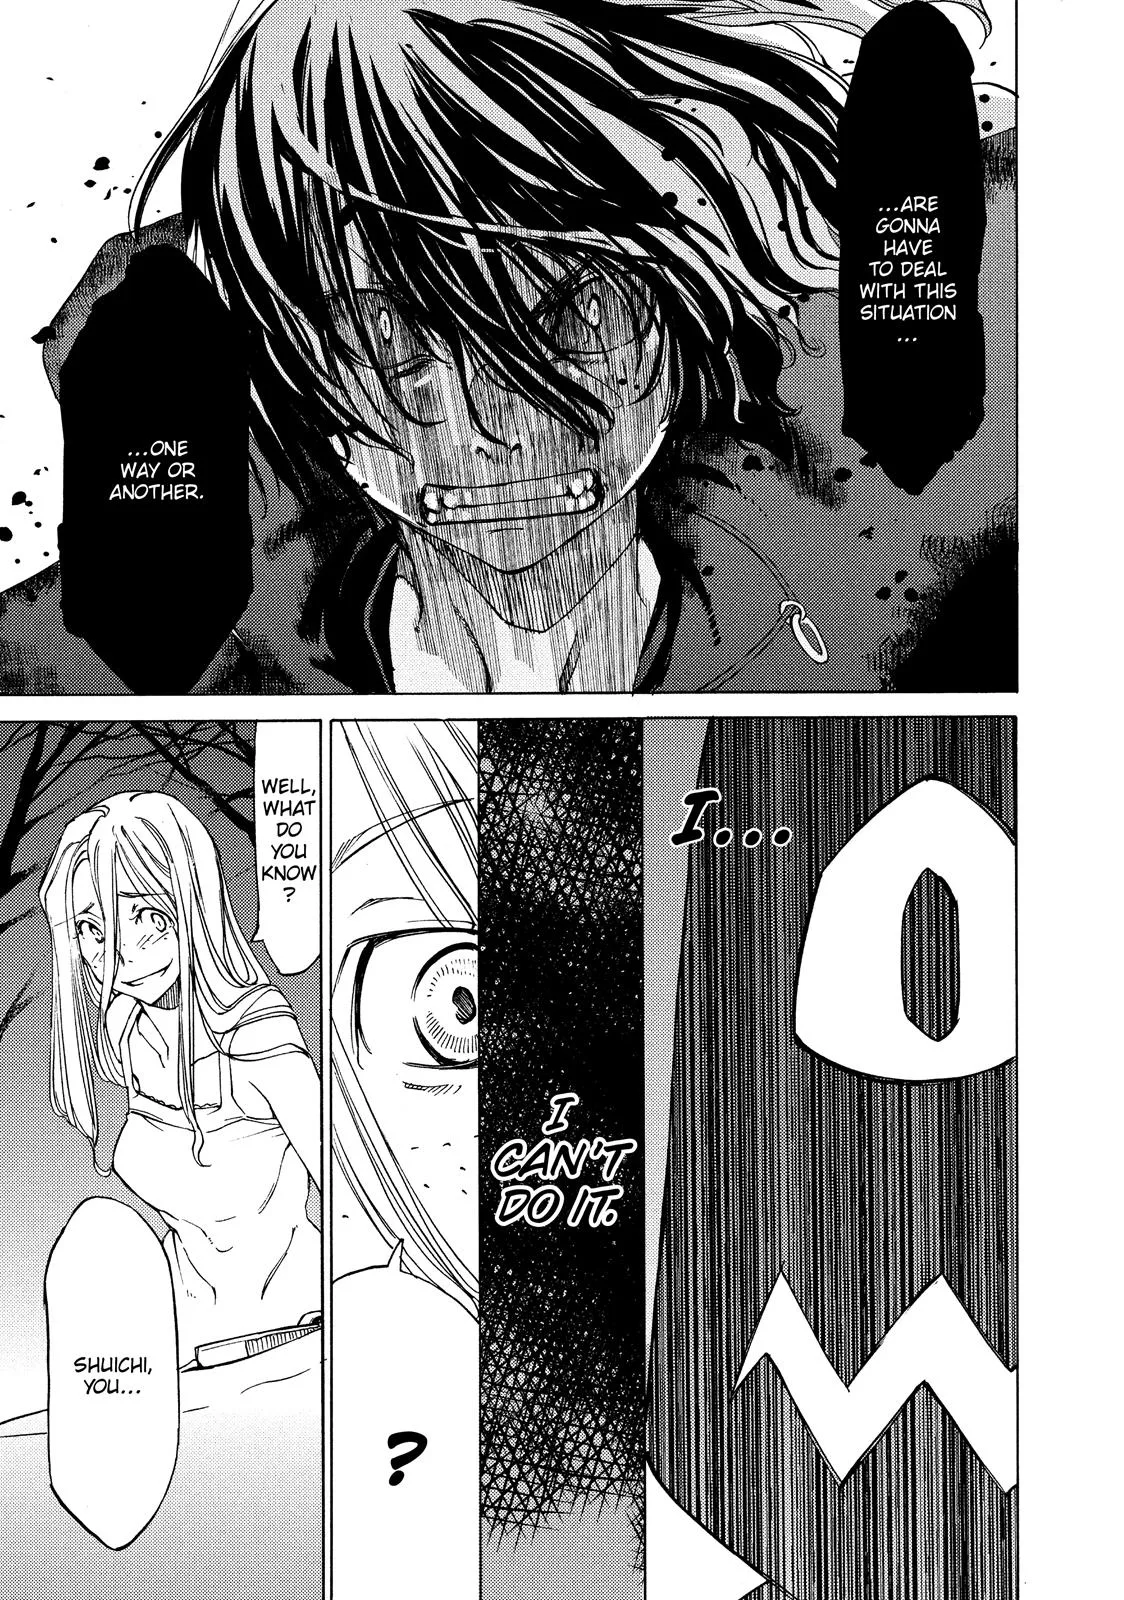 ...ARE
GONNA
HAVE
TO DEAL
WITH THIS
SITUATION
...
...ONE
WAY OR
ANOTHER.
I...
I
CAN'T
DO IT.
?
WELL,
WHAT
DO
YOU
KNOW
?
SHUICHI,
YOU...